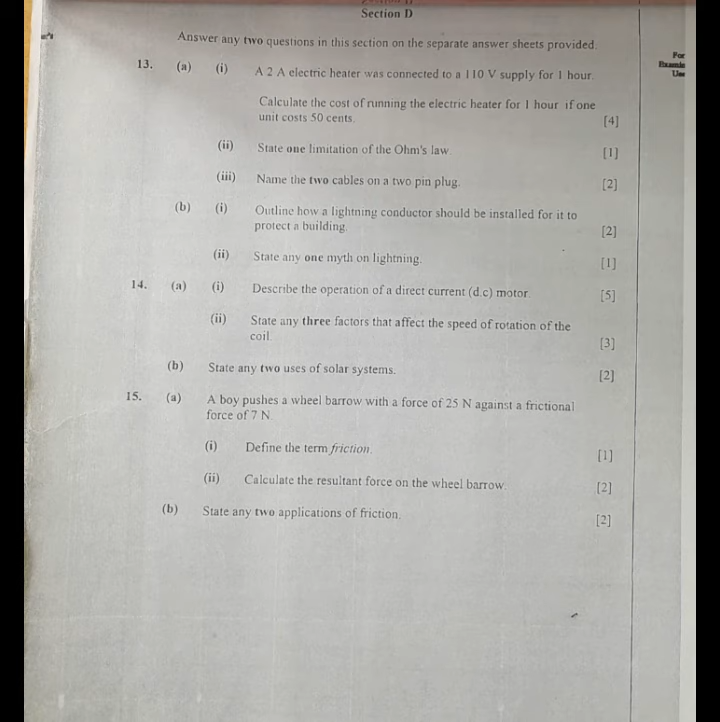 Section D
Answer any two questions in this section on the separate answer sheets provided.
For
Use
13. (a) (i) A 2 A electric heater was connected to a 110 V supply for 1 hour.
Calculate the cost of running the electric heater for 1 hour if one
unit costs 50 cents. [4]
(ii) State one limitation of the Ohm's law. [1]
(iii) Name the two cables on a two pin plug. [2]
(b) (i) Outline how a lightning conductor should be installed for it to
protect a building. [2]
(ii) State any one myth on lightning. [1]
14. (a) (i) Describe the operation of a direct current (d.c) motor. [5]
(ii) State any three factors that affect the speed of rotation of the
coil. [3]
(b) State any two uses of solar systems. [2]
15. (a) A boy pushes a wheel barrow with a force of 25 N against a frictional
force of 7 N.
(i) Define the term friction. [1]
(ii) Calculate the resultant force on the wheel barrow. [2]
(b) State any two applications of friction. [2]